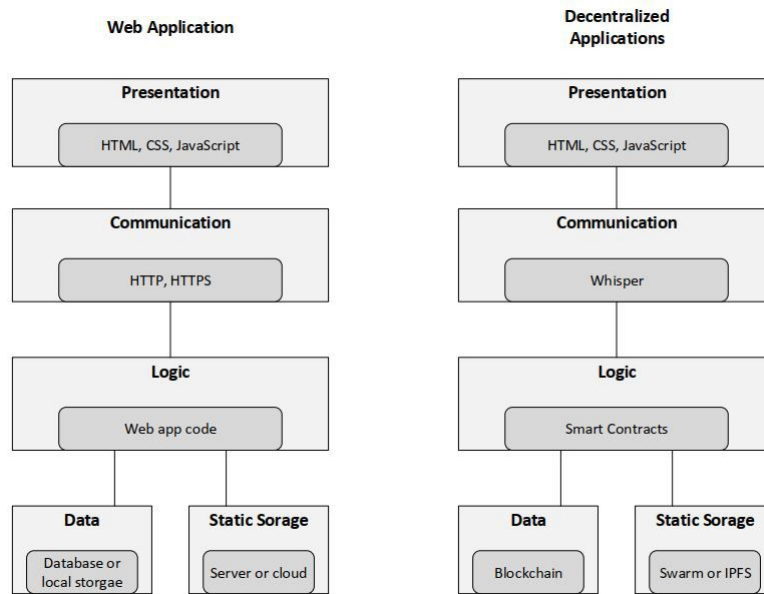 Web Application
Presentation
HTML, CSS, JavaScript
Communication
HTTP, HTTPS
Logic
Web app code
Data
Database or
local storgae
Static Sorage
Server or cloud
Decentralized
Applications
Presentation
HTML, CSS, JavaScript
Communication
Whisper
Logic
Smart Contracts
Data
Blockchain
Static Sorage
Swarm or IPFS